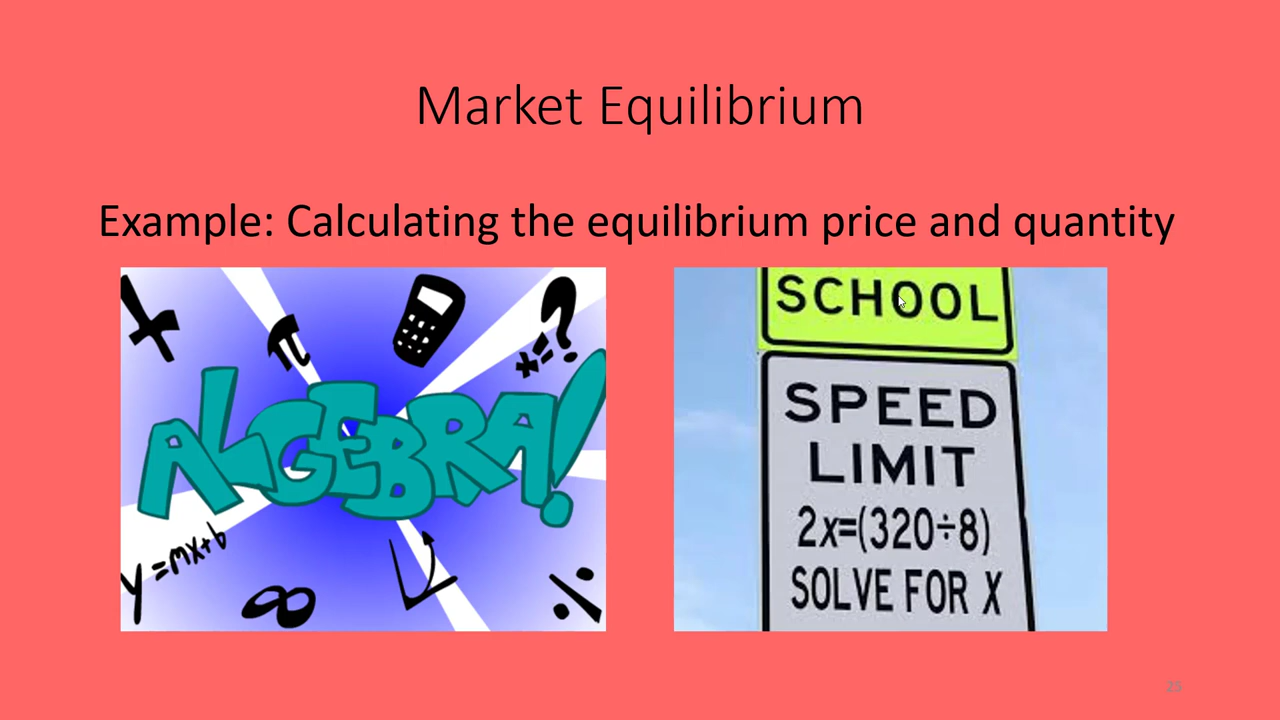 Market Equilibrium
Example: Calculating the equilibrium price and quantity
π
x=?
ALGEBRA!
y=mx+b
∞
%
SCHOOL
SPEED
LIMIT
2x=(320÷8)
SOLVE FOR X
23